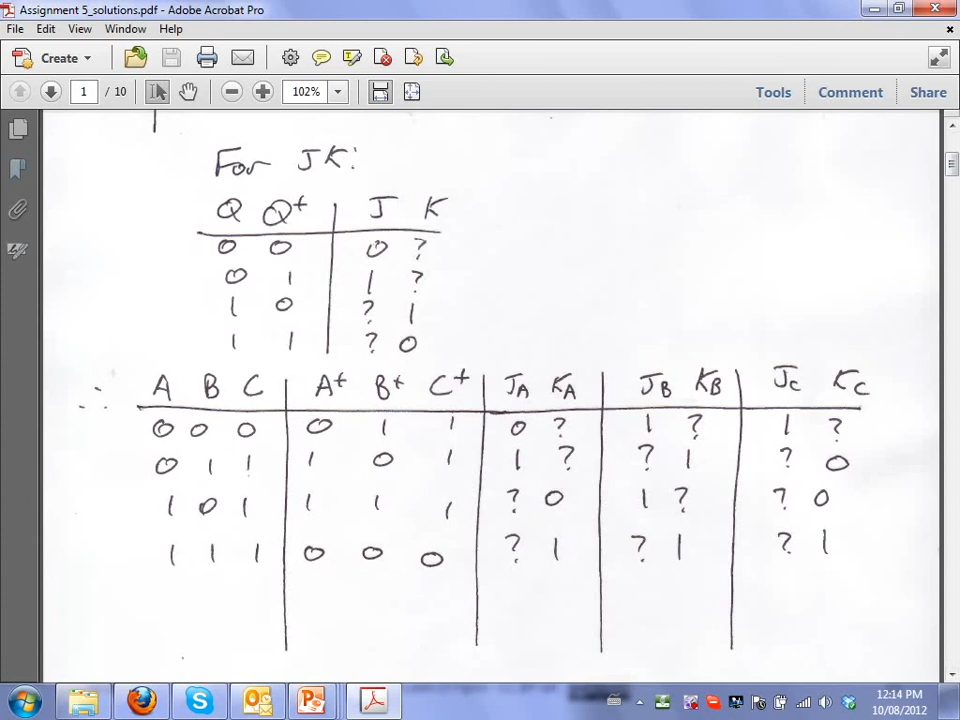 Assignment 5_solutions.pdf - Adobe Acrobat Pro
File Edit View Window Help
Create
1 / 10 102% Tools Comment Share
For JK:
Q Q+ J K
0 0 0 ?
0 1 1 ?
1 0 ? 1
1 1 ? 0
∴ A B C A+ B+ C+ JA KA JB KB JC KC
0 0 0 0 1 1 0 ? 1 ? 1 ?
0 1 1 1 0 1 1 ? ? 1 ? 0
1 0 1 1 1 1 ? 0 1 ? ? 0
1 1 1 0 0 0 ? 1 ? 1 ? 1
12:14 PM
10/08/2012